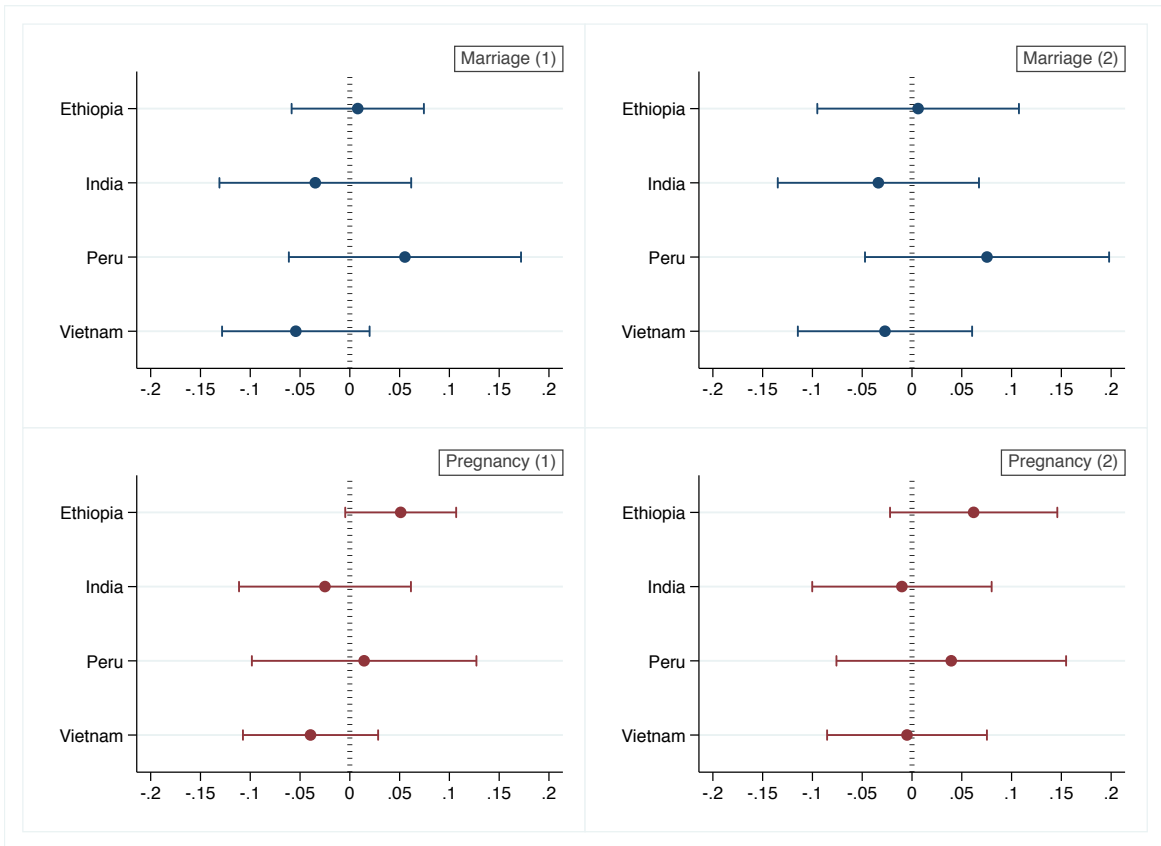 Marriage (1)
Ethiopia
India
Peru
Vietnam
-.2 -.15 -.1 -.05 0 .05 .1 .15 .2
Marriage (2)
Ethiopia
India
Peru
Vietnam
-.2 -.15 -.1 -.05 0 .05 .1 .15 .2
Pregnancy (1)
Ethiopia
India
Peru
Vietnam
-.2 -.15 -.1 -.05 0 .05 .1 .15 .2
Pregnancy (2)
Ethiopia
India
Peru
Vietnam
-.2 -.15 -.1 -.05 0 .05 .1 .15 .2